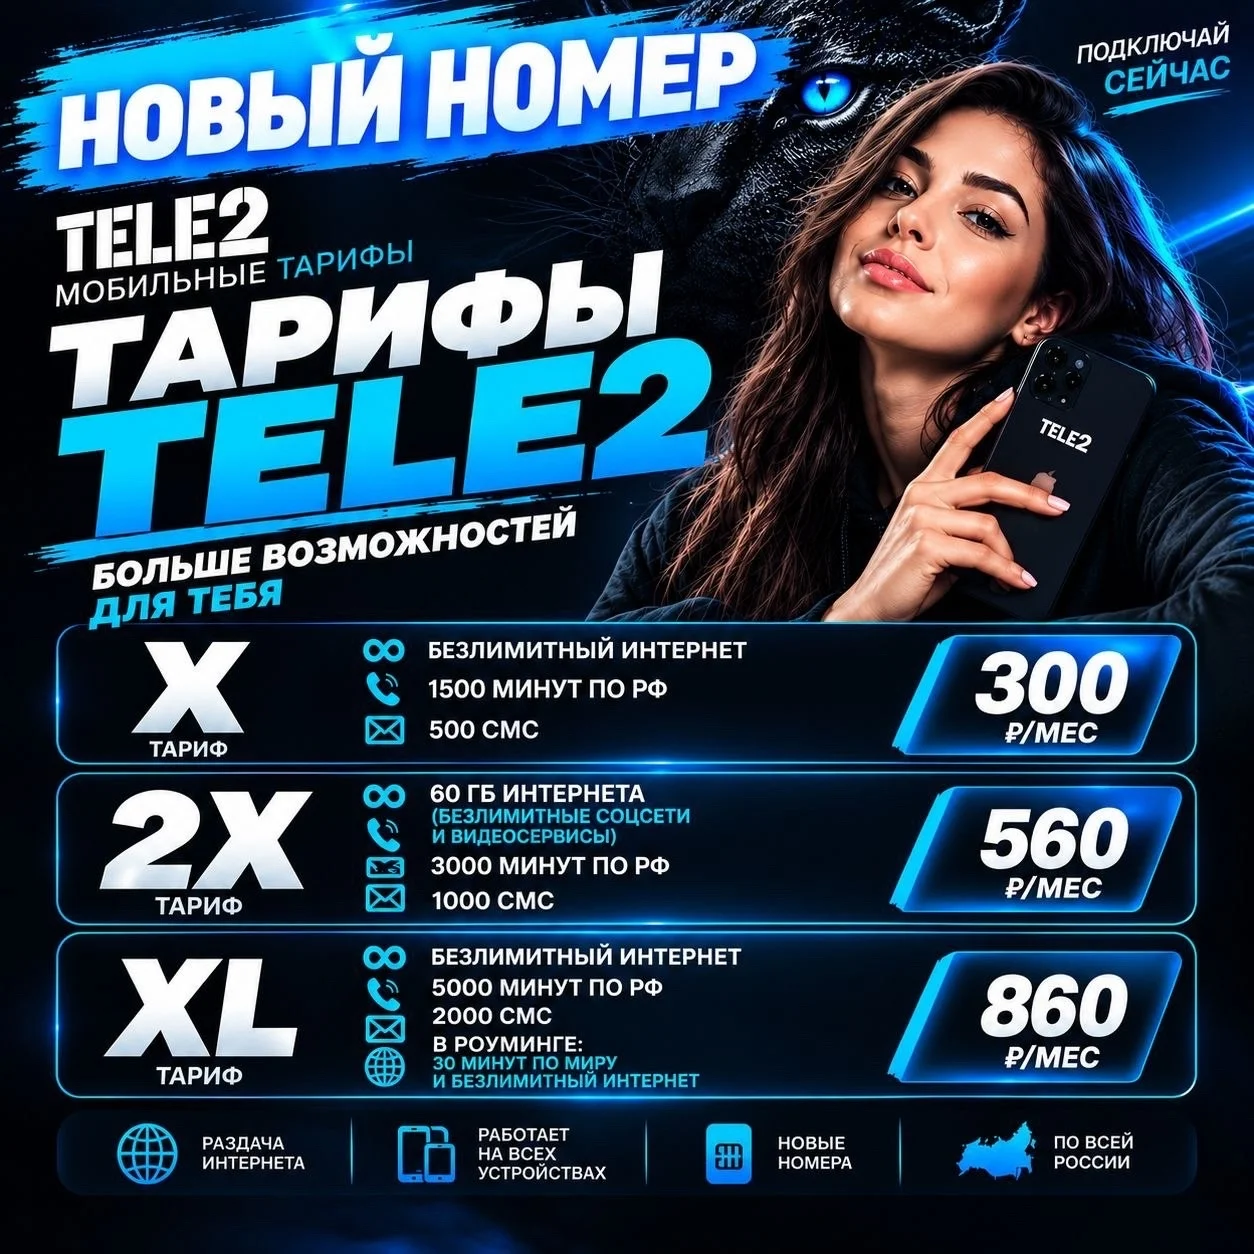 НОВЫЙ НОМЕР
ПОДКЛЮЧАЙ
СЕЙЧАС
TELE2
МОБИЛЬНЫЕ ТАРИФЫ
ТАРИФЫ
TELE2
БОЛЬШЕ ВОЗМОЖНОСТЕЙ
ДЛЯ ТЕБЯ
TELE2
X
ТАРИФ
БЕЗЛИМИТНЫЙ ИНТЕРНЕТ
1500 МИНУТ ПО РФ
500 СМС
300
₽/МЕС
2X
ТАРИФ
60 ГБ ИНТЕРНЕТА
(БЕЗЛИМИТНЫЕ СОЦСЕТИ
И ВИДЕОСЕРВИСЫ)
3000 МИНУТ ПО РФ
1000 СМС
560
₽/МЕС
XL
ТАРИФ
БЕЗЛИМИТНЫЙ ИНТЕРНЕТ
5000 МИНУТ ПО РФ
2000 СМС
В РОУМИНГЕ:
30 МИНУТ ПО МИРУ
И БЕЗЛИМИТНЫЙ ИНТЕРНЕТ
860
₽/МЕС
РАЗДАЧА
ИНТЕРНЕТА
РАБОТАЕТ
НА ВСЕХ
УСТРОЙСТВАХ
НОВЫЕ
НОМЕРА
ПО ВСЕЙ
РОССИИ